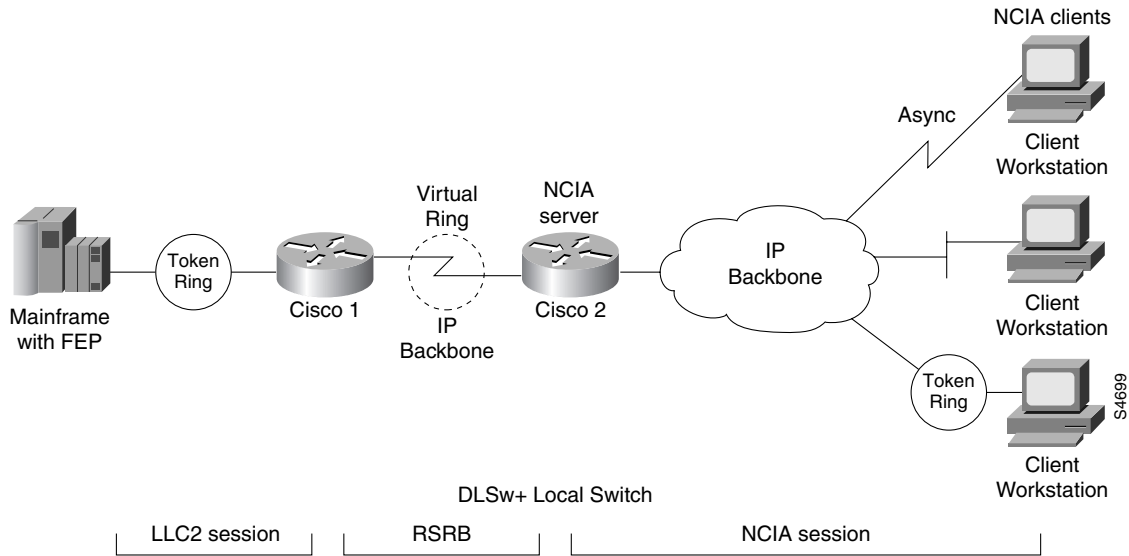 NCIA clients
Async
Client
Workstation
Virtual
Ring
NCIA
server
Token
Ring
IP
Backbone
Cisco 1
Cisco 2
Mainframe
with FEP
IP
Backbone
Client
Workstation
Token
Ring
S4699
Client
Workstation
DLSw+ Local Switch
LLC2 session
RSRB
NCIA session